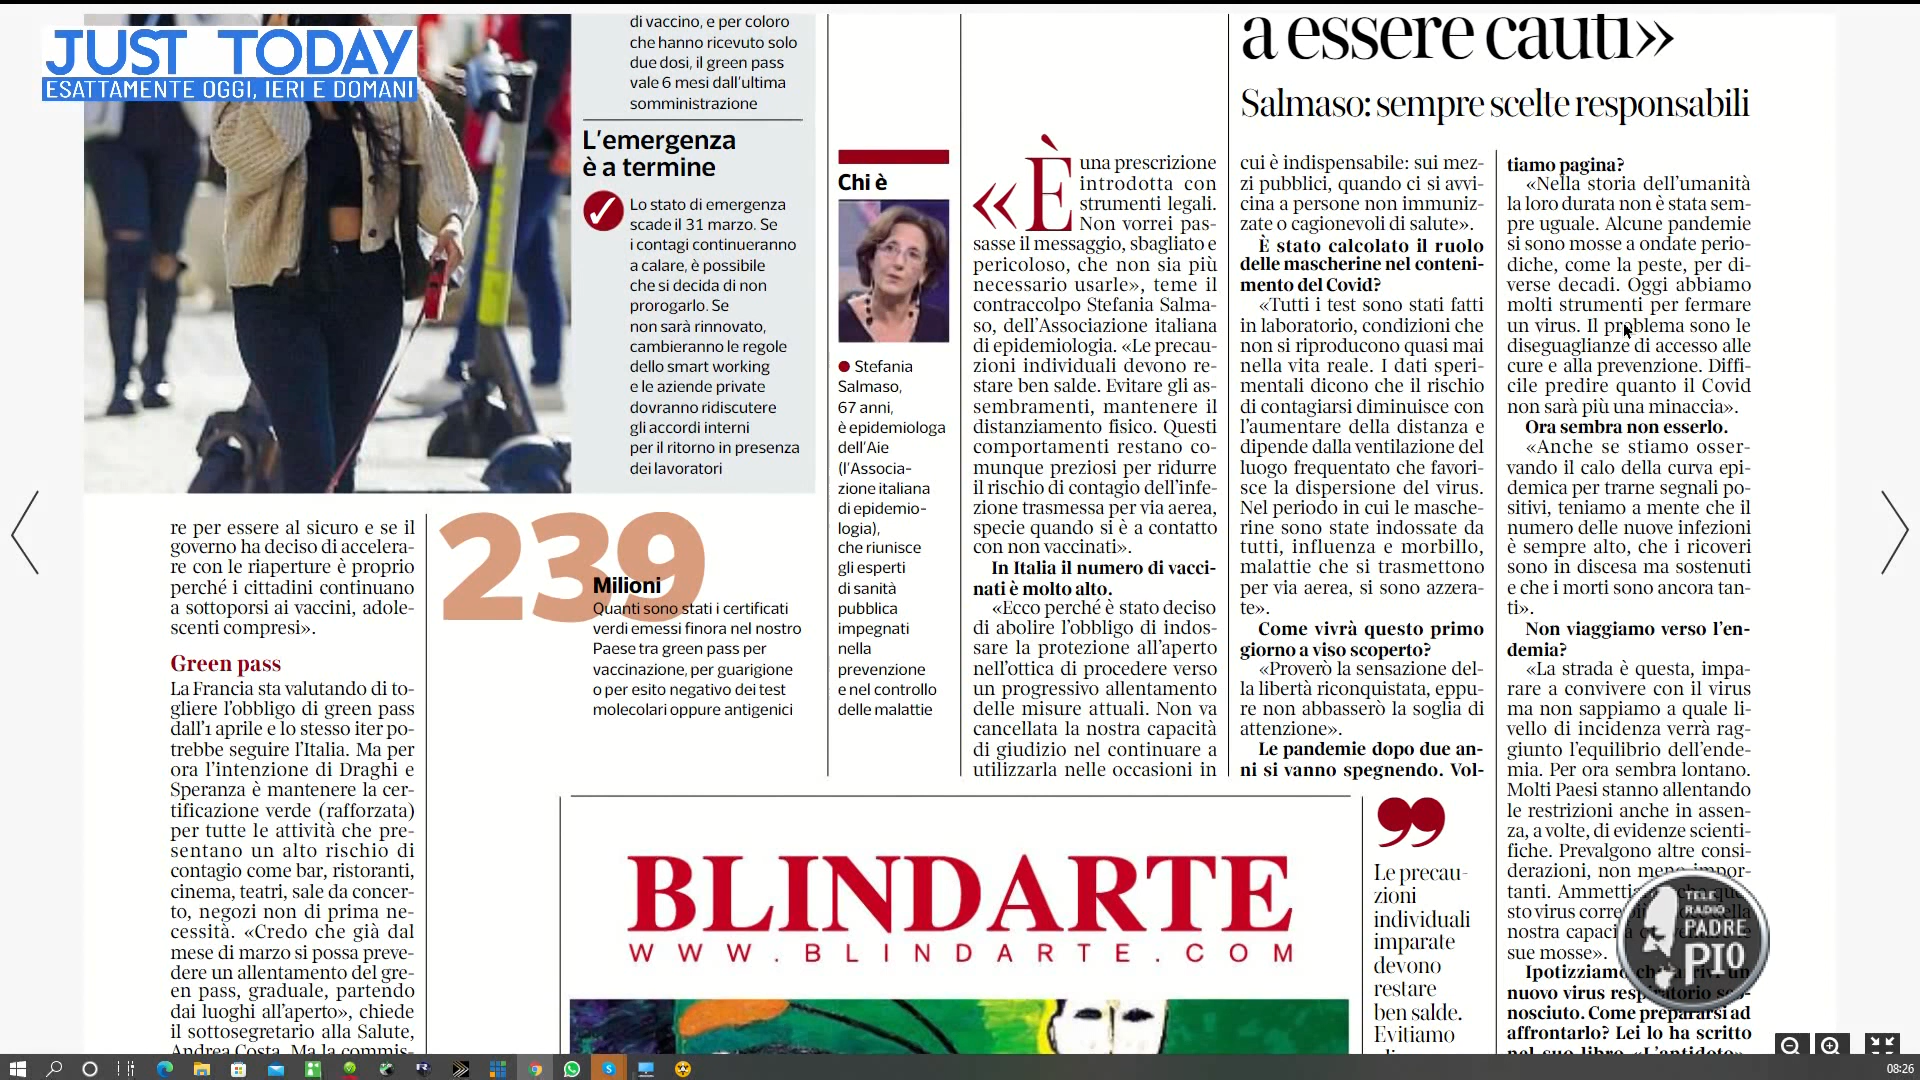 JUST TODAY
ESATTAMENTE OGGI, IERI E DOMANI
di vaccino, e per coloro
che hanno ricevuto solo
due dosi, il green pass
vale 6 mesi dall'ultima
somministrazione
L'emergenza
è a termine
Lo stato di emergenza
scade il 31 marzo. Se
i contagi continueranno
a calare, è possibile
che si decida di non
prorogarlo. Se
non sarà rinnovato,
cambieranno le regole
dello smart working
e le aziende private
dovranno ridiscutere
gli accordi interni
per il ritorno in presenza
dei lavoratori
re per essere al sicuro e se il
governo ha deciso di accelera-
re con le riaperture è proprio
perché i cittadini continuano
a sottoporsi ai vaccini, adole-
scenti compresi».
Green pass
La Francia sta valutando di to-
gliere l'obbligo di green pass
dall'1 aprile e lo stesso iter po-
trebbe seguire l'Italia. Ma per
ora l'intenzione di Draghi e
Speranza è mantenere la cer-
tificazione verde (rafforzata)
per tutte le attività che pre-
sentano un alto rischio di
contagio come bar, ristoranti,
cinema, teatri, sale da concer-
to, negozi non di prima ne-
cessità. «Credo che già dal
mese di marzo si possa preve-
dere un allentamento del gre-
en pass, graduale, partendo
dai luoghi all'aperto», chiede
il sottosegretario alla Salute,
Andrea Costa. Ma la commis-
239
Milioni
Quanti sono stati i certificati
verdi emessi finora nel nostro
Paese tra green pass per
vaccinazione, per guarigione
o per esito negativo dei test
molecolari oppure antigenici
Chi è
Stefania
Salmaso,
67 anni,
è epidemiologa
dell'Aie
(l'Associa-
zione italiana
di epidemio-
logia),
che riunisce
gli esperti
di sanità
pubblica
impegnati
nella
prevenzione
e nel controllo
delle malattie
a essere cauti»
Salmaso: sempre scelte responsabili
«È una prescrizione
introdotta con
strumenti legali.
Non vorrei pas-
sasse il messaggio, sbagliato e
pericoloso, che non sia più
necessario usarle», teme il
contraccolpo Stefania Salma-
so, dell'Associazione italiana
di epidemiologia. «Le precau-
zioni individuali devono re-
stare ben salde. Evitare gli as-
sembramenti, mantenere il
distanziamento fisico. Questi
comportamenti restano co-
munque preziosi per ridurre
il rischio di contagio dell'infe-
zione trasmessa per via aerea,
specie quando si è a contatto
con non vaccinati».
In Italia il numero di vacci-
nati è molto alto.
«Ecco perché è stato deciso
di abolire l'obbligo di indos-
sare la protezione all'aperto
nell'ottica di procedere verso
un progressivo allentamento
delle misure attuali. Non va
cancellata la nostra capacità
di giudizio nel continuare a
utilizzarla nelle occasioni in
cui è indispensabile: sui mez-
zi pubblici, quando ci si avvi-
cina a persone non immuniz-
zate o cagionevoli di salute».
È stato calcolato il ruolo
delle mascherine nel conteni-
mento del Covid?
«Tutti i test sono stati fatti
in laboratorio, condizioni che
non si riproducono quasi mai
nella vita reale. I dati speri-
mentali dicono che il rischio
di contagiarsi diminuisce con
l'aumentare della distanza e
dipende dalla ventilazione del
luogo frequentato che favori-
sce la dispersione del virus.
Nel periodo in cui le masche-
rine sono state indossate da
tutti, influenza e morbillo,
malattie che si trasmettono
per via aerea, si sono azzera-
te».
Come vivrà questo primo
giorno a viso scoperto?
«Proverò la sensazione del-
la libertà riconquistata, eppu-
re non abbasserò la soglia di
attenzione».
Le pandemie dopo due an-
ni si vanno spegnendo. Vol-
tiamo pagina?
«Nella storia dell'umanità
la loro durata non è stata sem-
pre uguale. Alcune pandemie
si sono mosse a ondate perio-
diche, come la peste, per di-
verse decadi. Oggi abbiamo
molti strumenti per fermare
un virus. Il problema sono le
diseguaglianze di accesso alle
cure e alla prevenzione. Diffi-
cile predire quanto il Covid
non sarà più una minaccia».
Ora sembra non esserlo.
«Anche se stiamo osser-
vando il calo della curva epi-
demica per trarne segnali po-
sitivi, teniamo a mente che il
numero delle nuove infezioni
è sempre alto, che i ricoveri
sono in discesa ma sostenuti
e che i morti sono ancora tan-
ti».
Non viaggiamo verso l'en-
demia?
«La strada è questa, impa-
rare a convivere con il virus
ma non sappiamo a quale li-
vello di incidenza verrà rag-
giunto l'equilibrio dell'ende-
mia. Per ora sembra lontano.
Molti Paesi stanno allentando
le restrizioni anche in assen-
za, a volte, di evidenze scienti-
fiche. Prevalgono altre consi-
derazioni, non meno impor-
tanti.
sto virus
nostra
sue mosse».
Ipotizziamo
nuovo virus respiratorio sco-
nosciuto. Come prepararsi ad
affrontarlo? Lei lo ha scritto
nel suo libro «L'antidoto»
BLINDARTE
WWW.BLINDARTE.COM
Le precau-
zioni
individuali
imparate
devono
restare
ben salde.
Evitiamo
TELE
RADIO
PADRE
PIO
08:26